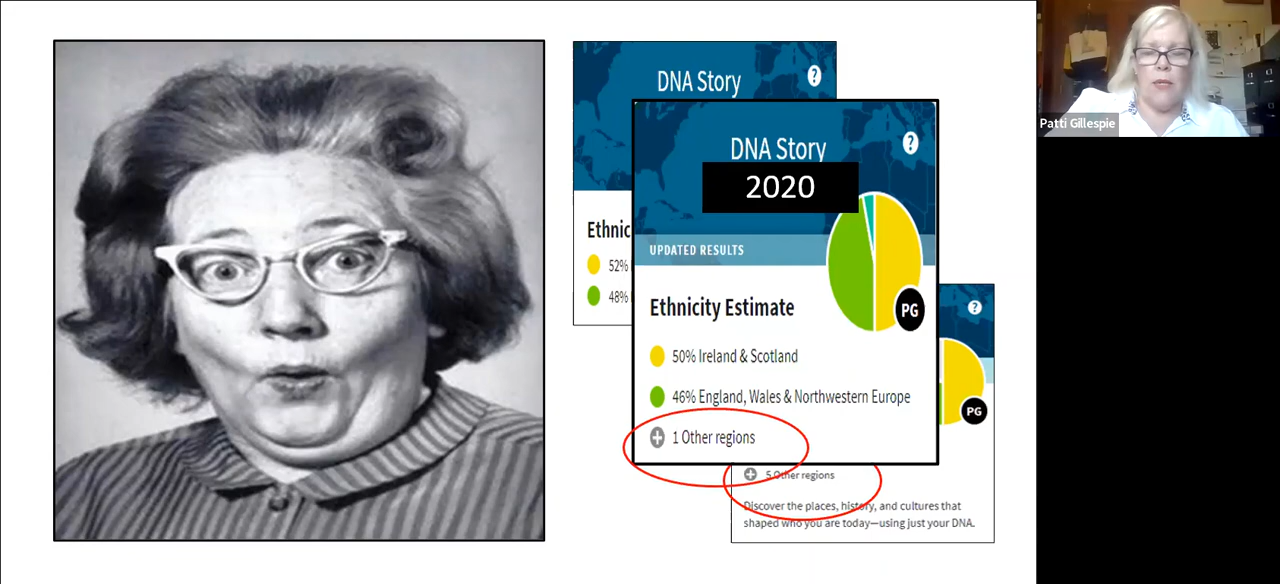 DNA Story
?
Ethnic
52%
48%
DNA Story
?
2020
UPDATED RESULTS
PG
Ethnicity Estimate
50% Ireland & Scotland
46% England, Wales & Northwestern Europe
1 Other regions
?
PG
5 Other regions
Discover the places, history, and cultures that
shaped who you are today—using just your DNA.
Patti Gillespie